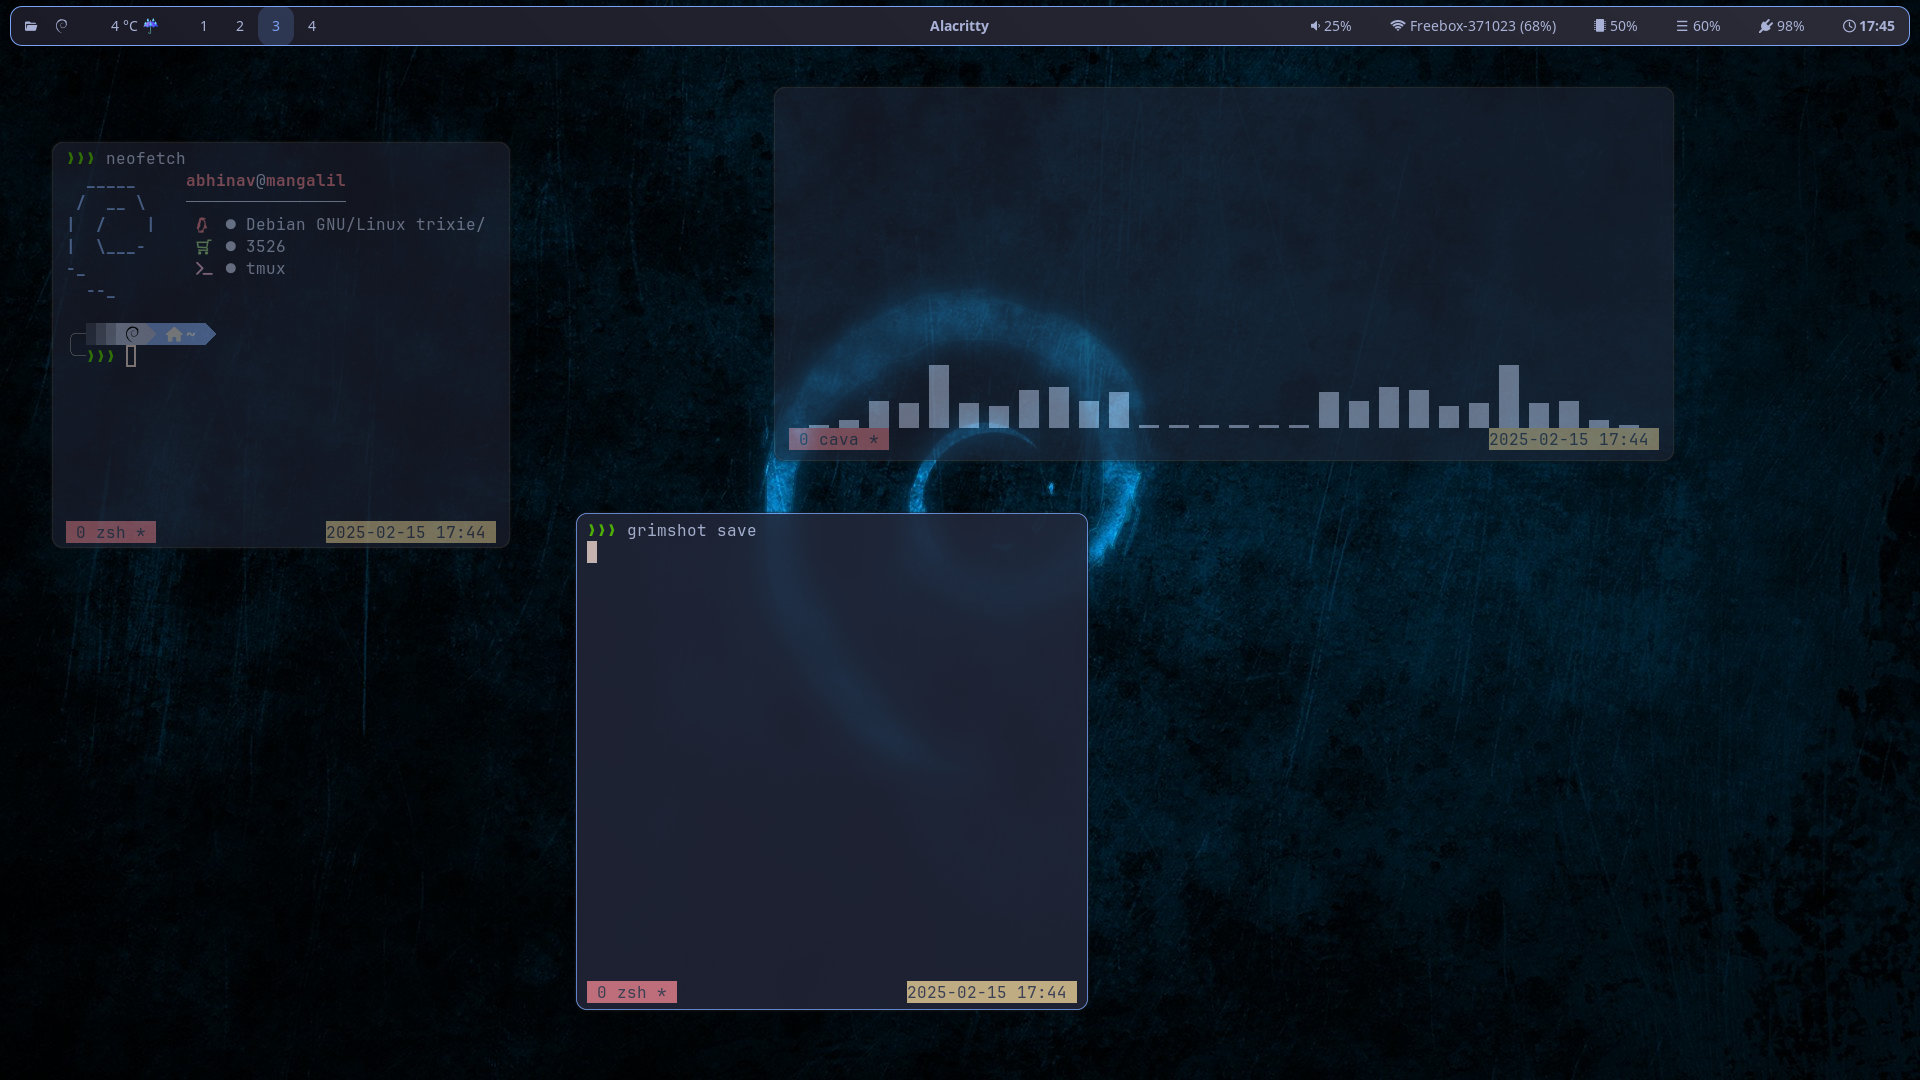 4 °C 1 2 3 4 Alacritty 25% Freebox-371023 (68%) 50% 60% 98% 17:45
❯❯❯ neofetch
abhinav@mangalil
● Debian GNU/Linux trixie/
● 3526
● tmux
~
❯❯❯
0 zsh * 2025-02-15 17:44
0 cava * 2025-02-15 17:44
❯❯❯ grimshot save
0 zsh * 2025-02-15 17:44